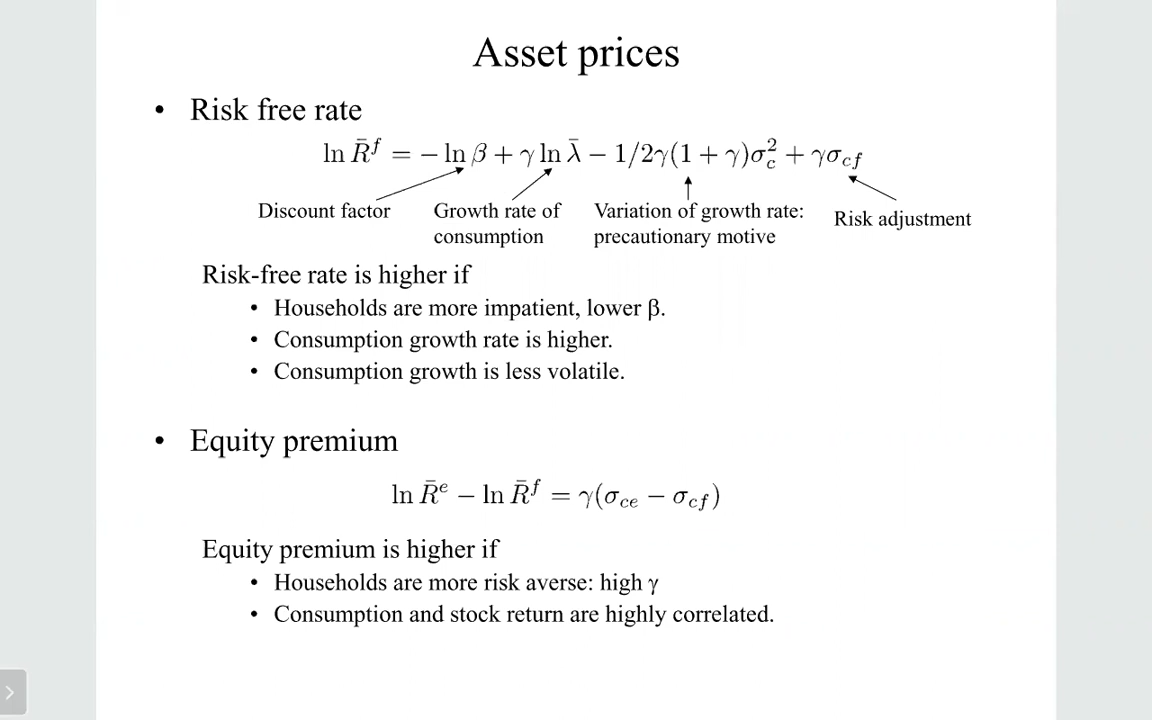 Asset prices
• Risk free rate
ln R̄ᶠ = − ln β + γ ln λ̄ − 1/2γ(1 + γ)σ_c² + γσ_cf
Discount factor
Growth rate of
consumption
Variation of growth rate:
precautionary motive
Risk adjustment
Risk-free rate is higher if
• Households are more impatient, lower β.
• Consumption growth rate is higher.
• Consumption growth is less volatile.
• Equity premium
ln R̄ᵉ − ln R̄ᶠ = γ(σ_ce − σ_cf)
Equity premium is higher if
• Households are more risk averse: high γ
• Consumption and stock return are highly correlated.